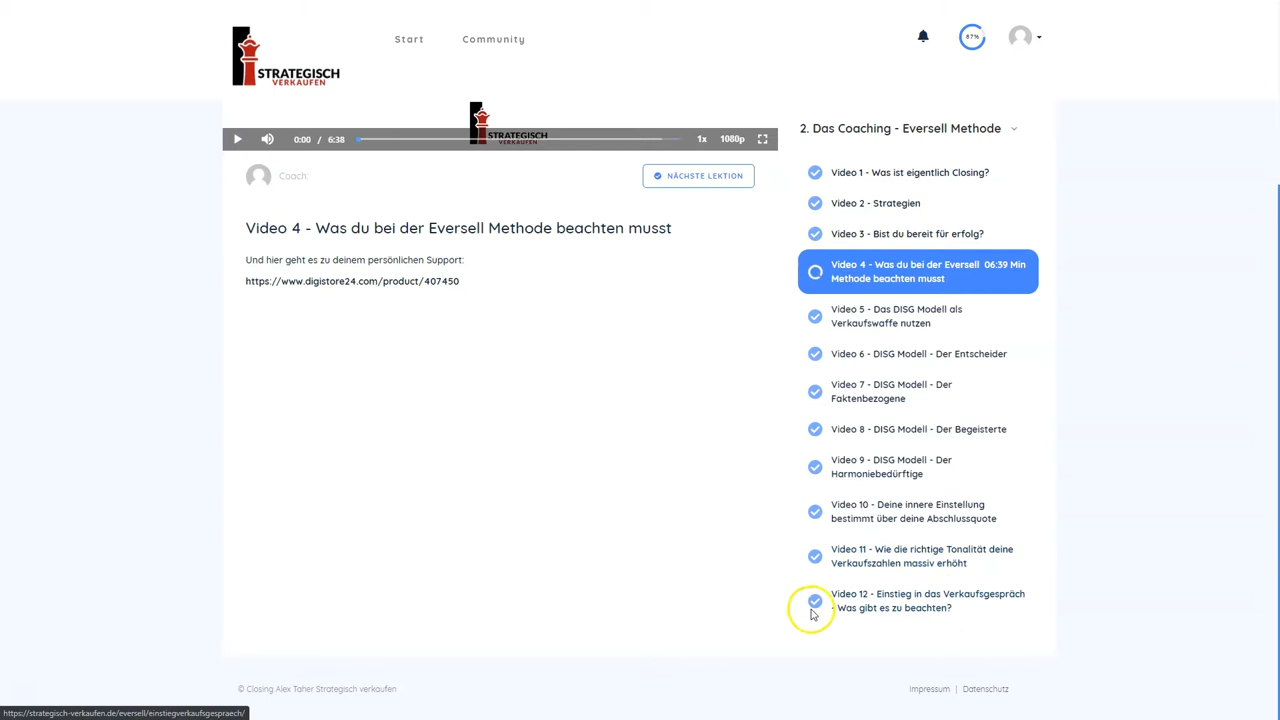 Start
Community
87%
STRATEGISCH
VERKAUFEN
STRATEGISCH
VERKAUFEN
0:00 / 6:38
1x
1080p
Coach:
NÄCHSTE LEKTION
Video 4 - Was du bei der Eversell Methode beachten musst
Und hier geht es zu deinem persönlichen Support:
https://www.digistore24.com/product/407450
2. Das Coaching - Eversell Methode
Video 1 - Was ist eigentlich Closing?
Video 2 - Strategien
Video 3 - Bist du bereit für erfolg?
Video 4 - Was du bei der Eversell 06:39 Min
Methode beachten musst
Video 5 - Das DISG Modell als
Verkaufswaffe nutzen
Video 6 - DISG Modell - Der Entscheider
Video 7 - DISG Modell - Der
Faktenbezogene
Video 8 - DISG Modell - Der Begeisterte
Video 9 - DISG Modell - Der
Harmoniebedürftige
Video 10 - Deine innere Einstellung
bestimmt über deine Abschlussquote
Video 11 - Wie die richtige Tonalität deine
Verkaufszahlen massiv erhöht
Video 12 - Einstieg in das Verkaufsgespräch
- Was gibt es zu beachten?
© Closing Alex Taher Strategisch verkaufen
Impressum | Datenschutz
https://strategisch-verkaufen.de/eversell/einstiegverkaufsgespraech/